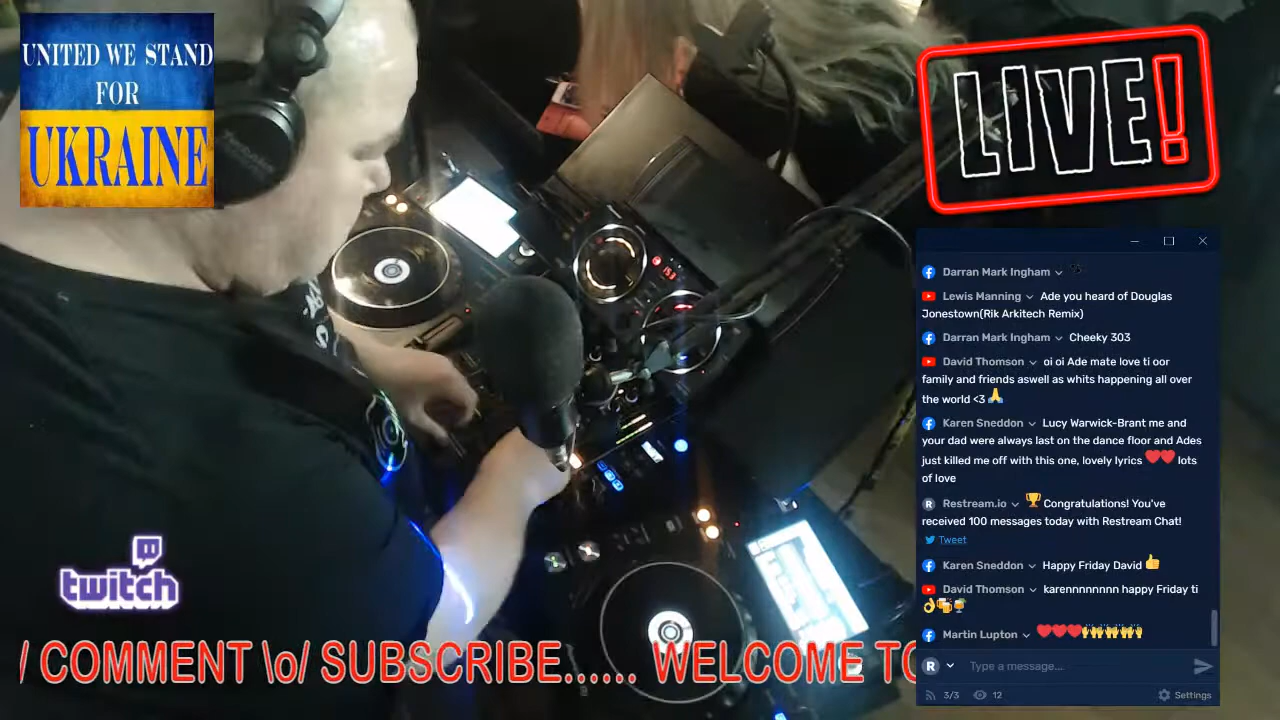 UNITED WE STAND
FOR
UKRAINE
LIVE!
Darran Mark Ingham
Lewis Manning Ade you heard of Douglas
Jonestown(Rik Arkitech Remix)
Darran Mark Ingham Cheeky 303
David Thomson oi oi Ade mate love ti oor
family and friends aswell as whits happening all over
the world <3 🙏
Karen Sneddon Lucy Warwick-Brant me and
your dad were always last on the dance floor and Ades
just killed me off with this one, lovely lyrics ❤️❤️ lots
of love
R Restream.io 🏆 Congratulations! You've
received 100 messages today with Restream Chat!
Tweet
Karen Sneddon Happy Friday David 👍
David Thomson karennnnnnnn happy Friday ti
👌🍻🍹
Martin Lupton ❤️❤️❤️🙌🙌🙌🙌
R Type a message...
3/3 12 Settings
twitch
/ COMMENT \o/ SUBSCRIBE...... WELCOME TO